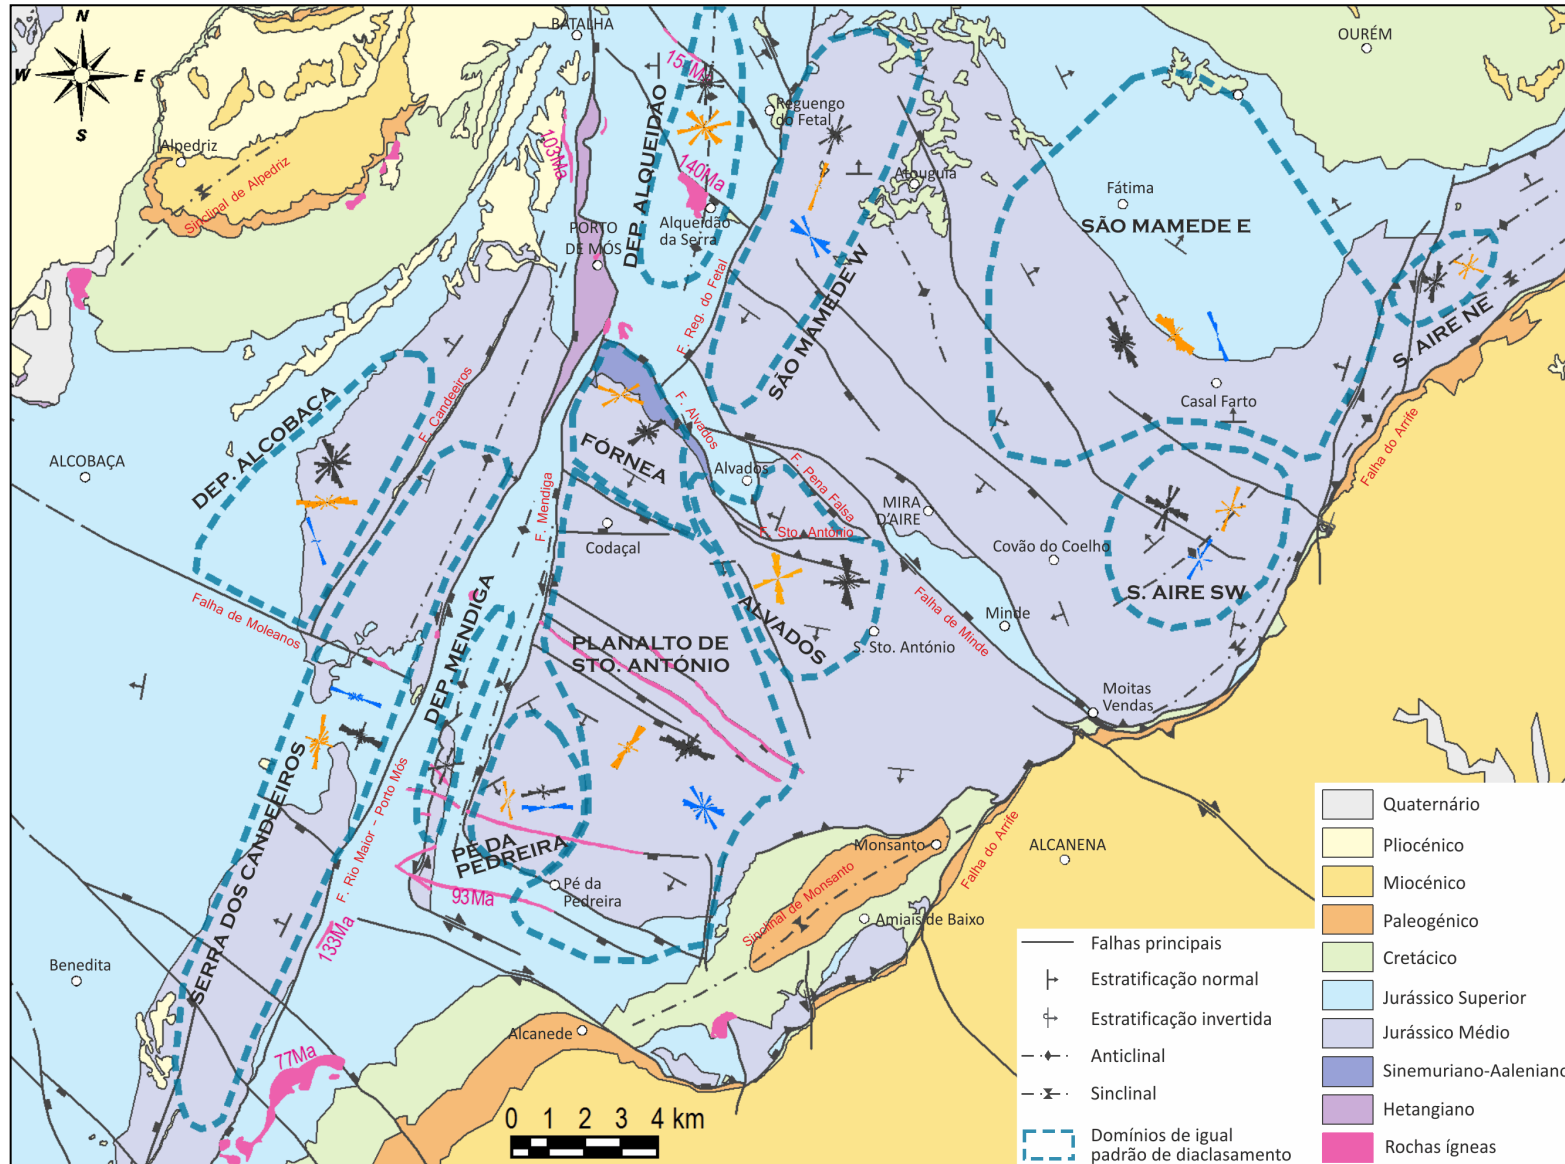 N
W
E
S
BATALHA
OURÉM
Alpedriz
Sinclinal de Alpedriz
103Ma
DEP. ALQUEIDÃO
Reguengo
do Fetal
140Ma
Atouguia
Alqueidão
da Serra
PORTO
DE MÓS
Fátima
SÃO MAMEDE E
F. Reg. do Fetal
SÃO MAMEDE W
S. AIRE NE
F. Candeeiros
DEP. ALCOBAÇA
ALCOBAÇA
FÓRNEA
F. Alvados
Alvados
F. Pena Falsa
F. Sto. António
MIRA
D'AIRE
Casal Farto
Falha do Arrife
F. Mendiga
Codaçal
Covão do Coelho
S. AIRE SW
Falha de Moleanos
DEP. MENDIGA
PLANALTO DE
STO. ANTÓNIO
ALVADOS
S. Sto. António
Falha de Minde
Minde
Moitas
Vendas
SERRA DOS CANDEEIROS
F. Rio Maior - Porto Mós
PÉ DA
PEDREIRA
Pé da
Pedreira
93Ma
133Ma
Monsanto
ALCANENA
Sinclinal de Monsanto
Falha do Arrife
Amiais de Baixo
Benedita
Alcanede
77Ma
0 1 2 3 4 km
Falhas principais
Estratificação normal
Estratificação invertida
Anticlinal
Sinclinal
Domínios de igual
padrão de diaclasamento
Quaternário
Pliocénico
Miocénico
Paleogénico
Cretácico
Jurássico Superior
Jurássico Médio
Sinemuriano-Aaleniano
Hetangiano
Rochas ígneas